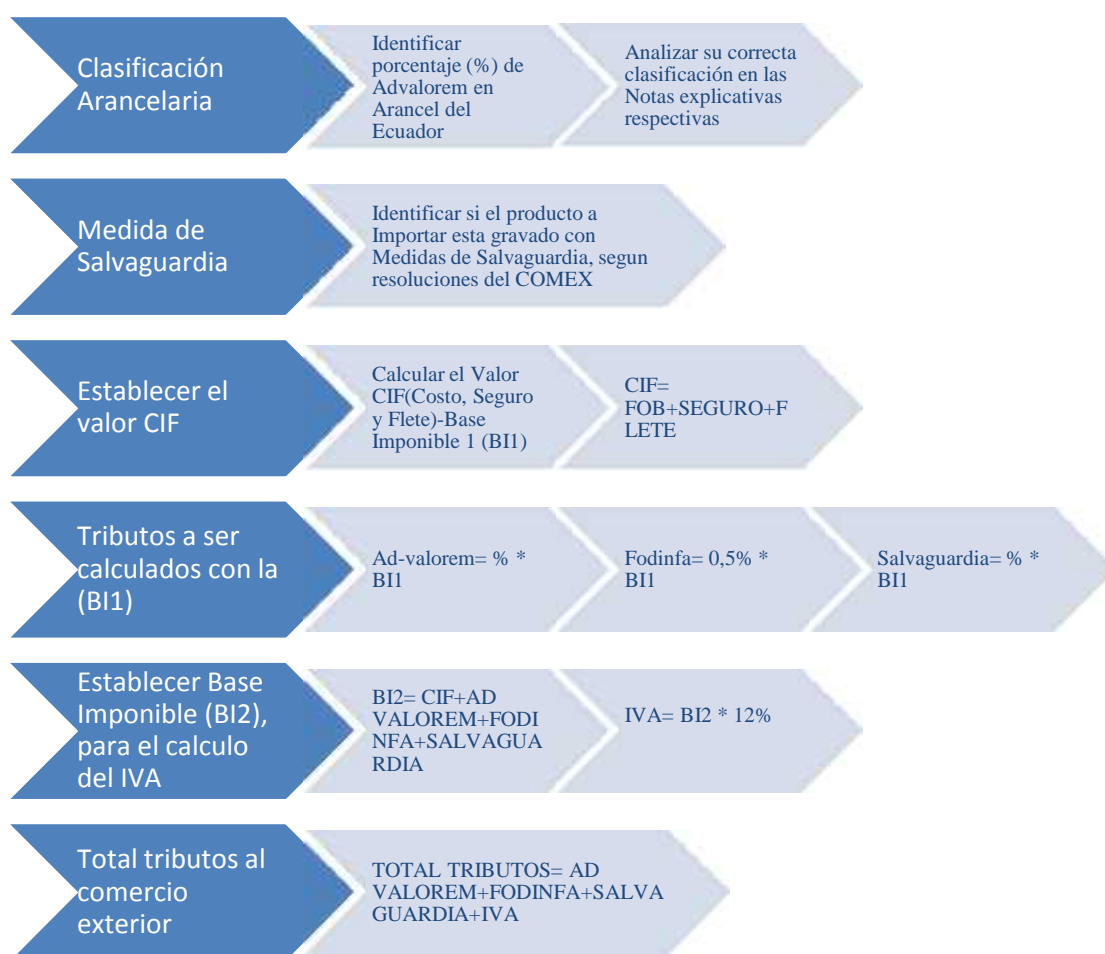 Clasificación
Arancelaria
Identificar
porcentaje (%) de
Advalorem en
Arancel del
Ecuador
Analizar su correcta
clasificación en las
Notas explicativas
respectivas
Medida de
Salvaguardia
Identificar si el producto a
Importar esta gravado con
Medidas de Salvaguardia, segun
resoluciones del COMEX
Establecer el
valor CIF
Calcular el Valor
CIF(Costo, Seguro
y Flete)-Base
Imponible 1 (BI1)
CIF=
FOB+SEGURO+F
LETE
Tributos a ser
calculados con la
(BI1)
Ad-valorem= % *
BI1
Fodinfa= 0,5% *
BI1
Salvaguardia= % *
BI1
Establecer Base
Imponible (BI2),
para el calculo
del IVA
BI2= CIF+AD
VALOREM+FODI
NFA+SALVAGUA
RDIA
IVA= BI2 * 12%
Total tributos al
comercio
exterior
TOTAL TRIBUTOS= AD
VALOREM+FODINFA+SALVA
GUARDIA+IVA